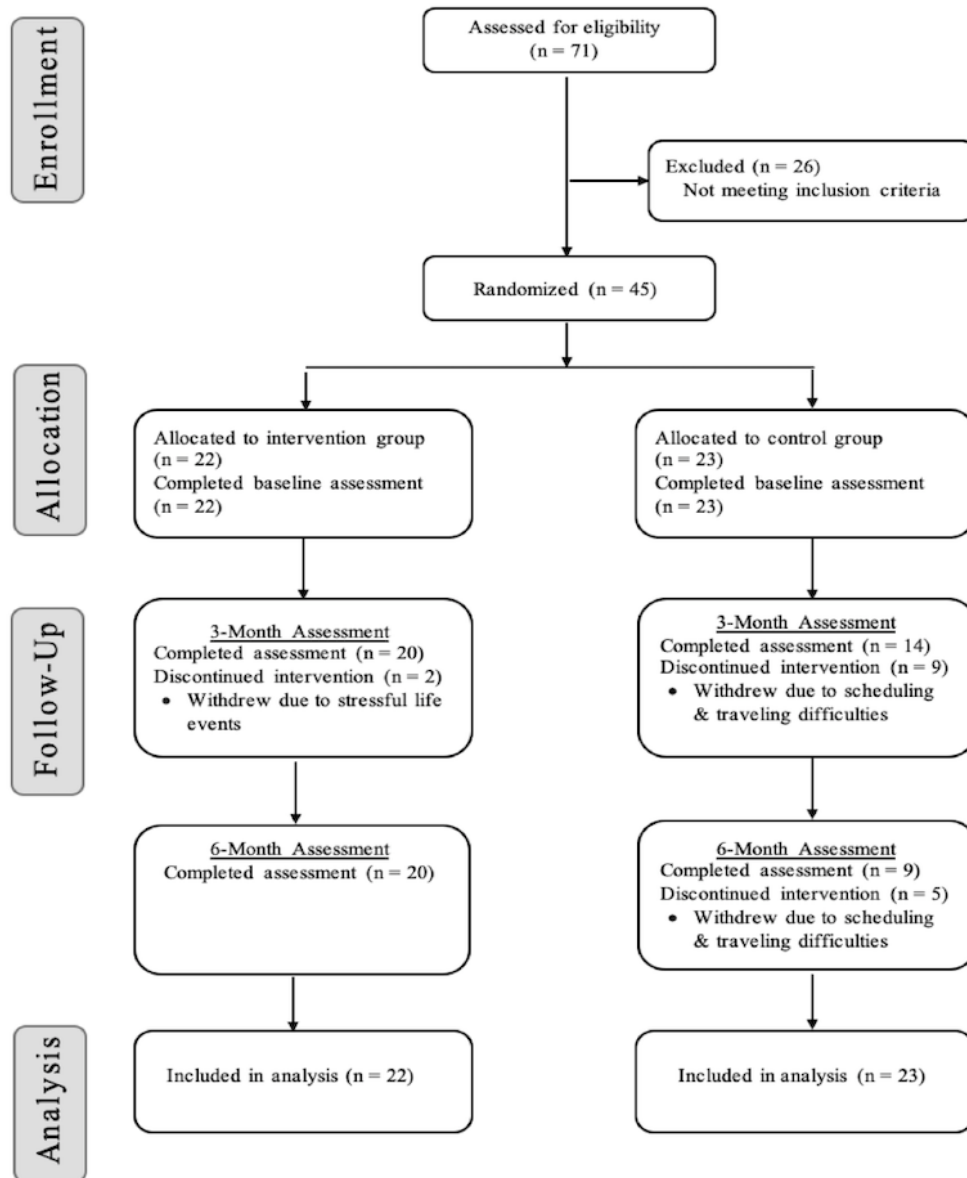 Enrollment
Assessed for eligibility
(n = 71)
Excluded (n = 26)
Not meeting inclusion criteria
Randomized (n = 45)
Allocation
Allocated to intervention group
(n = 22)
Completed baseline assessment
(n = 22)
Allocated to control group
(n = 23)
Completed baseline assessment
(n = 23)
Follow-Up
3-Month Assessment
Completed assessment (n = 20)
Discontinued intervention (n = 2)
• Withdrew due to stressful life
events
3-Month Assessment
Completed assessment (n = 14)
Discontinued intervention (n = 9)
• Withdrew due to scheduling
& traveling difficulties
6-Month Assessment
Completed assessment (n = 20)
6-Month Assessment
Completed assessment (n = 9)
Discontinued intervention (n = 5)
• Withdrew due to scheduling
& traveling difficulties
Analysis
Included in analysis (n = 22)
Included in analysis (n = 23)